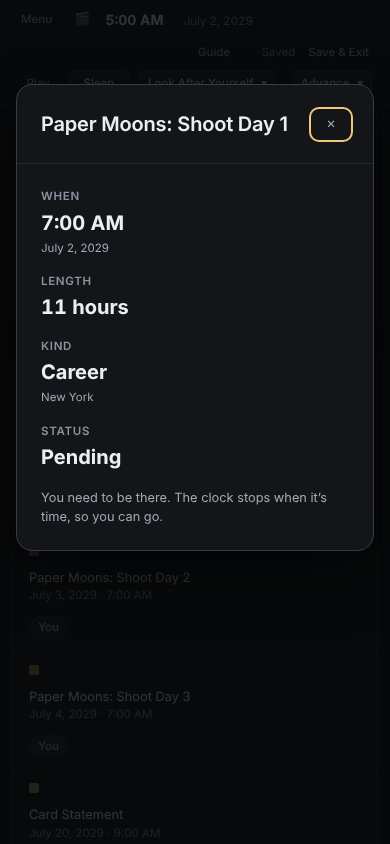 Menu 🎬 5:00 AM July 2, 2029
Guide Saved Save & Exit
Play Sleep Look After Yourself ▾ Advance ▾
Paper Moons: Shoot Day 1 ×
WHEN
7:00 AM
July 2, 2029
LENGTH
11 hours
KIND
Career
New York
STATUS
Pending
You need to be there. The clock stops when it's
time, so you can go.
Paper Moons: Shoot Day 2
July 3, 2029 · 7:00 AM
You
Paper Moons: Shoot Day 3
July 4, 2029 · 7:00 AM
You
Card Statement
July 20, 2029 · 9:00 AM